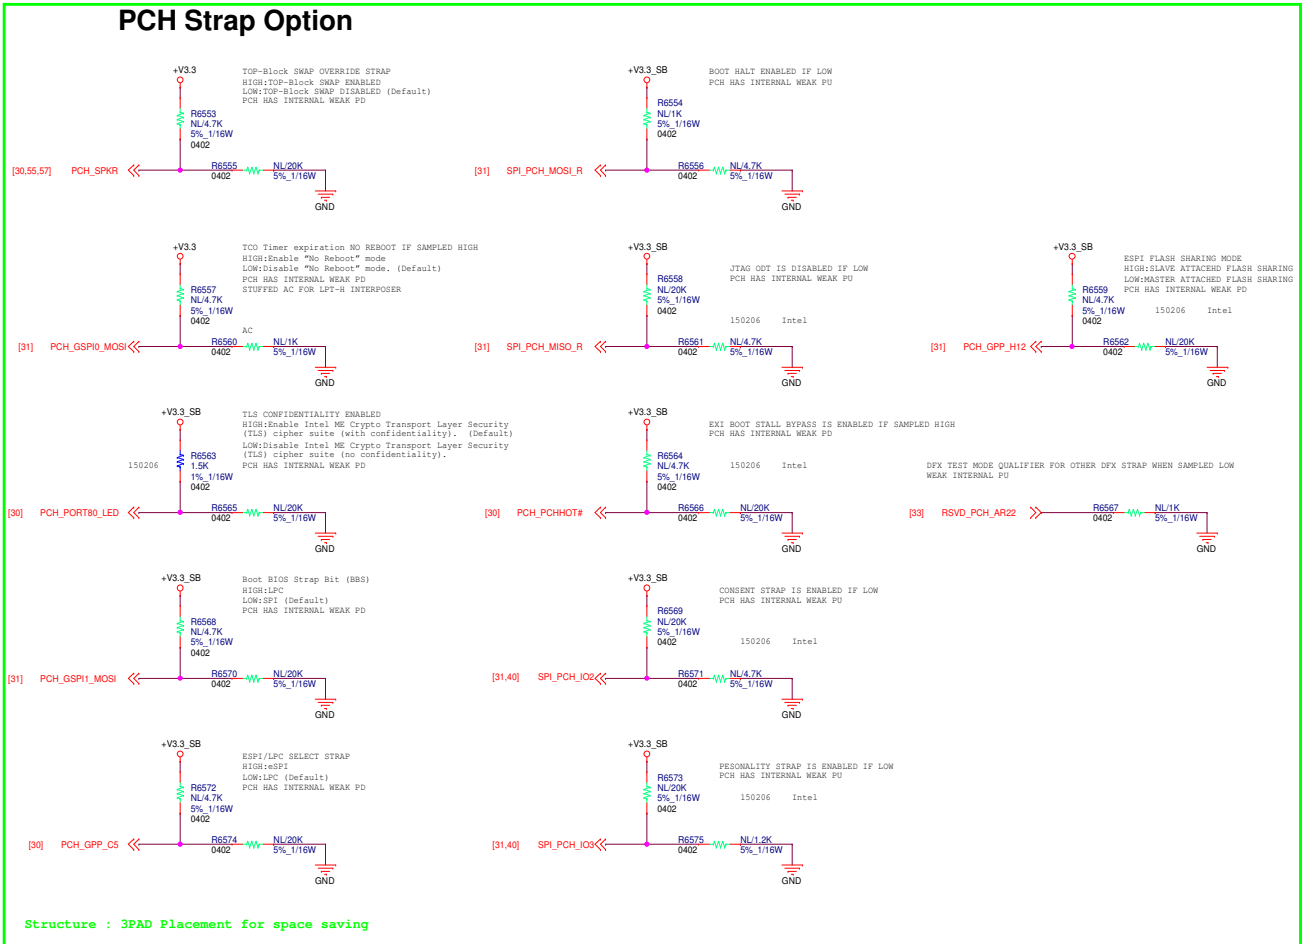 PCH Strap Option
+V3.3
TOP-Block SWAP OVERRIDE STRAP
HIGH:TOP-Block SWAP ENABLED
LOW:TOP-Block SWAP DISABLED (Default)
PCH HAS INTERNAL WEAK PD
R6553
NL/4.7K
5%_1/16W
0402
[30,55,57] PCH_SPKR
R6555 NL/20K
0402 5%_1/16W
GND
+V3.3_SB
BOOT HALT ENABLED IF LOW
PCH HAS INTERNAL WEAK PU
R6554
NL/1K
5%_1/16W
0402
[31] SPI_PCH_MOSI_R
R6556 NL/4.7K
0402 5%_1/16W
GND
+V3.3
TCO Timer expiration NO REBOOT IF SAMPLED HIGH
HIGH:Enable "No Reboot" mode
LOW:Disable "No Reboot" mode. (Default)
PCH HAS INTERNAL WEAK PD
STUFFED AC FOR LPT-H INTERPOSER
R6557
NL/4.7K
5%_1/16W
0402
AC
[31] PCH_GSPI0_MOSI
R6560 NL/1K
0402 5%_1/16W
GND
+V3.3_SB
JTAG ODT IS DISABLED IF LOW
PCH HAS INTERNAL WEAK PU
R6558
NL/20K
5%_1/16W
0402
150206 Intel
[31] SPI_PCH_MISO_R
R6561 NL/4.7K
0402 5%_1/16W
GND
+V3.3_SB
ESPI FLASH SHARING MODE
HIGH:SLAVE ATTACEHD FLASH SHARING
LOW:MASTER ATTACHED FLASH SHARING
PCH HAS INTERNAL WEAK PD
R6559
NL/4.7K
5%_1/16W
0402
150206 Intel
[31] PCH_GPP_H12
R6562 NL/20K
0402 5%_1/16W
GND
+V3.3_SB
TLS CONFIDENTIALITY ENABLED
HIGH:Enable Intel ME Crypto Transport Layer Security
(TLS) cipher suite (with confidentiality). (Default)
LOW:Disable Intel ME Crypto Transport Layer Security
(TLS) cipher suite (no confidentiality).
PCH HAS INTERNAL WEAK PD
150206
R6563
1.5K
1%_1/16W
0402
[30] PCH_PORT80_LED
R6565 NL/20K
0402 5%_1/16W
GND
+V3.3_SB
EXI BOOT STALL BYPASS IS ENABLED IF SAMPLED HIGH
PCH HAS INTERNAL WEAK PD
R6564
NL/4.7K
5%_1/16W
0402
150206 Intel
[30] PCH_PCHHOT#
R6566 NL/20K
0402 5%_1/16W
GND
DFX TEST MODE QUALIFIER FOR OTHER DFX STRAP WHEN SAMPLED LOW
WEAK INTERNAL PU
[33] RSVD_PCH_AR22
R6567 NL/1K
0402 5%_1/16W
GND
+V3.3_SB
Boot BIOS Strap Bit (BBS)
HIGH:LPC
LOW:SPI (Default)
PCH HAS INTERNAL WEAK PD
R6568
NL/4.7K
5%_1/16W
0402
[31] PCH_GSPI1_MOSI
R6570 NL/20K
0402 5%_1/16W
GND
+V3.3_SB
CONSENT STRAP IS ENABLED IF LOW
PCH HAS INTERNAL WEAK PU
R6569
NL/20K
5%_1/16W
0402
150206 Intel
[31,40] SPI_PCH_IO2
R6571 NL/4.7K
0402 5%_1/16W
GND
+V3.3_SB
ESPI/LPC SELECT STRAP
HIGH:eSPI
LOW:LPC (Default)
PCH HAS INTERNAL WEAK PD
R6572
NL/4.7K
5%_1/16W
0402
[30] PCH_GPP_C5
R6574 NL/20K
0402 5%_1/16W
GND
+V3.3_SB
PESONALITY STRAP IS ENABLED IF LOW
PCH HAS INTERNAL WEAK PU
R6573
NL/20K
5%_1/16W
0402
150206 Intel
[31,40] SPI_PCH_IO3
R6575 NL/1.2K
0402 5%_1/16W
GND
Structure : 3PAD Placement for space saving